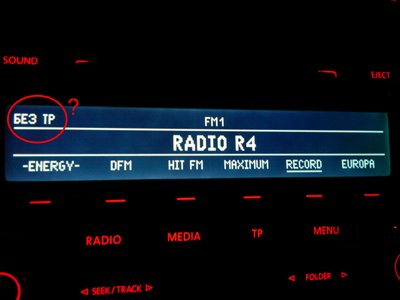 SOUND
EJECT
БЕЗ ТР ?
FM1
RADIO R4
-ENERGY- DFM HIT FM MAXIMUM RECORD EUROPA
RADIO MEDIA TP MENU
SEEK/TRACK FOLDER